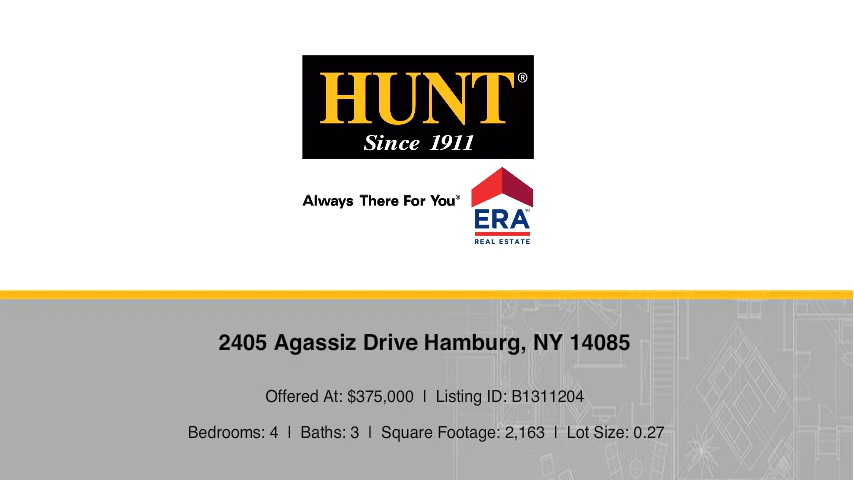 HUNT®
Since 1911
Always There For You®
ERA™
REAL ESTATE
2405 Agassiz Drive Hamburg, NY 14085
Offered At: $375,000 | Listing ID: B1311204
Bedrooms: 4 | Baths: 3 | Square Footage: 2,163 | Lot Size: 0.27